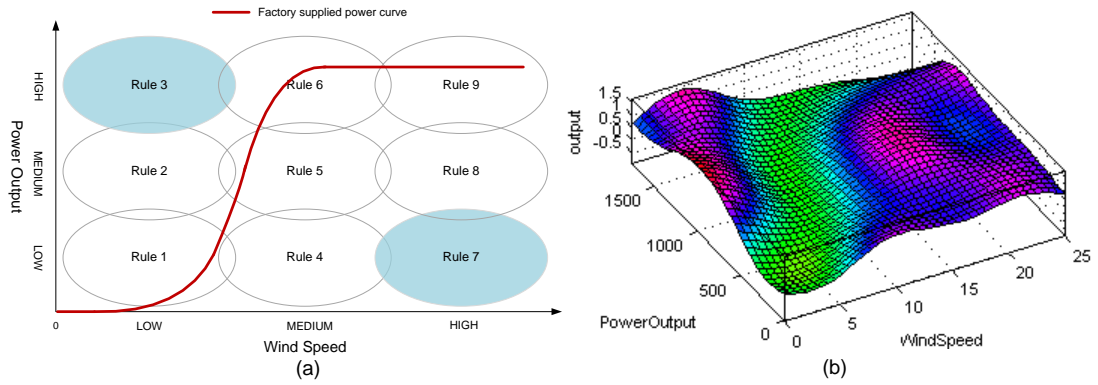 Factory supplied power curve
Power Output
HIGH
MEDIUM
LOW
Rule 3
Rule 6
Rule 9
Rule 2
Rule 5
Rule 8
Rule 1
Rule 4
Rule 7
0
LOW
MEDIUM
HIGH
Wind Speed
(a)
output
1.5
1
0.5
0
-0.5
1500
1000
500
0
PowerOutput
0
5
10
15
20
25
WindSpeed
(b)